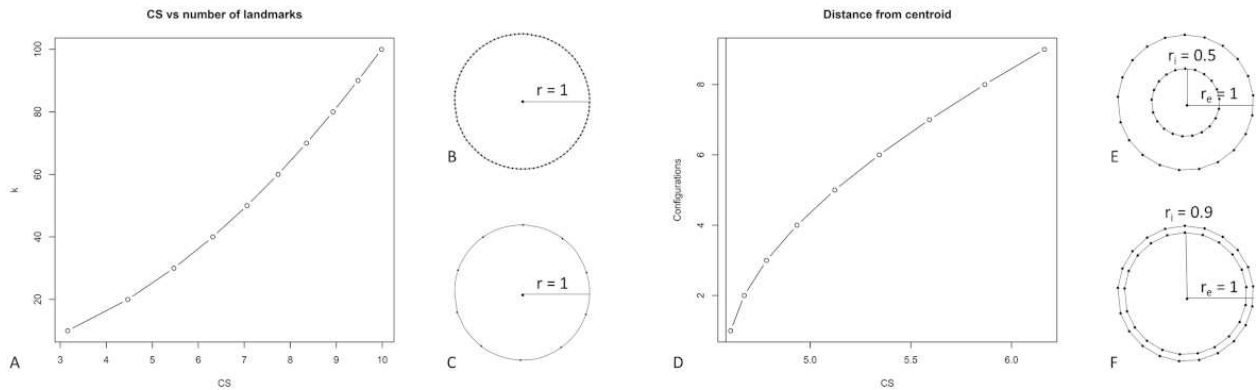 CS vs number of landmarks
k
100
80
60
40
20
3 4 5 6 7 8 9 10
CS
A
r = 1
B
r = 1
C
Distance from centroid
Configurations
8
6
4
2
5.0 5.5 6.0
CS
D
ri = 0.5
re = 1
E
ri = 0.9
re = 1
F